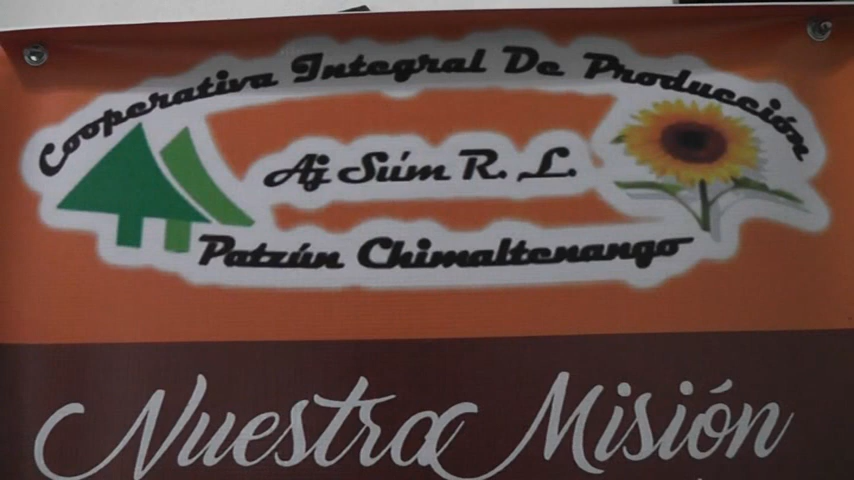 Cooperativa Integral De Producción
Aj Súm R. L.
Patzún Chimaltenango
Nuestra Misión